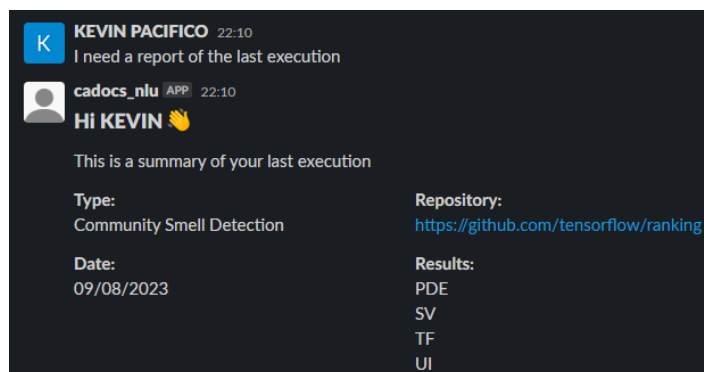 K
KEVIN PACIFICO 22:10
I need a report of the last execution
cadocs_nlu APP 22:10
Hi KEVIN 👋
This is a summary of your last execution
Type:
Community Smell Detection
Repository:
https://github.com/tensorflow/ranking
Date:
09/08/2023
Results:
PDE
SV
TF
UI